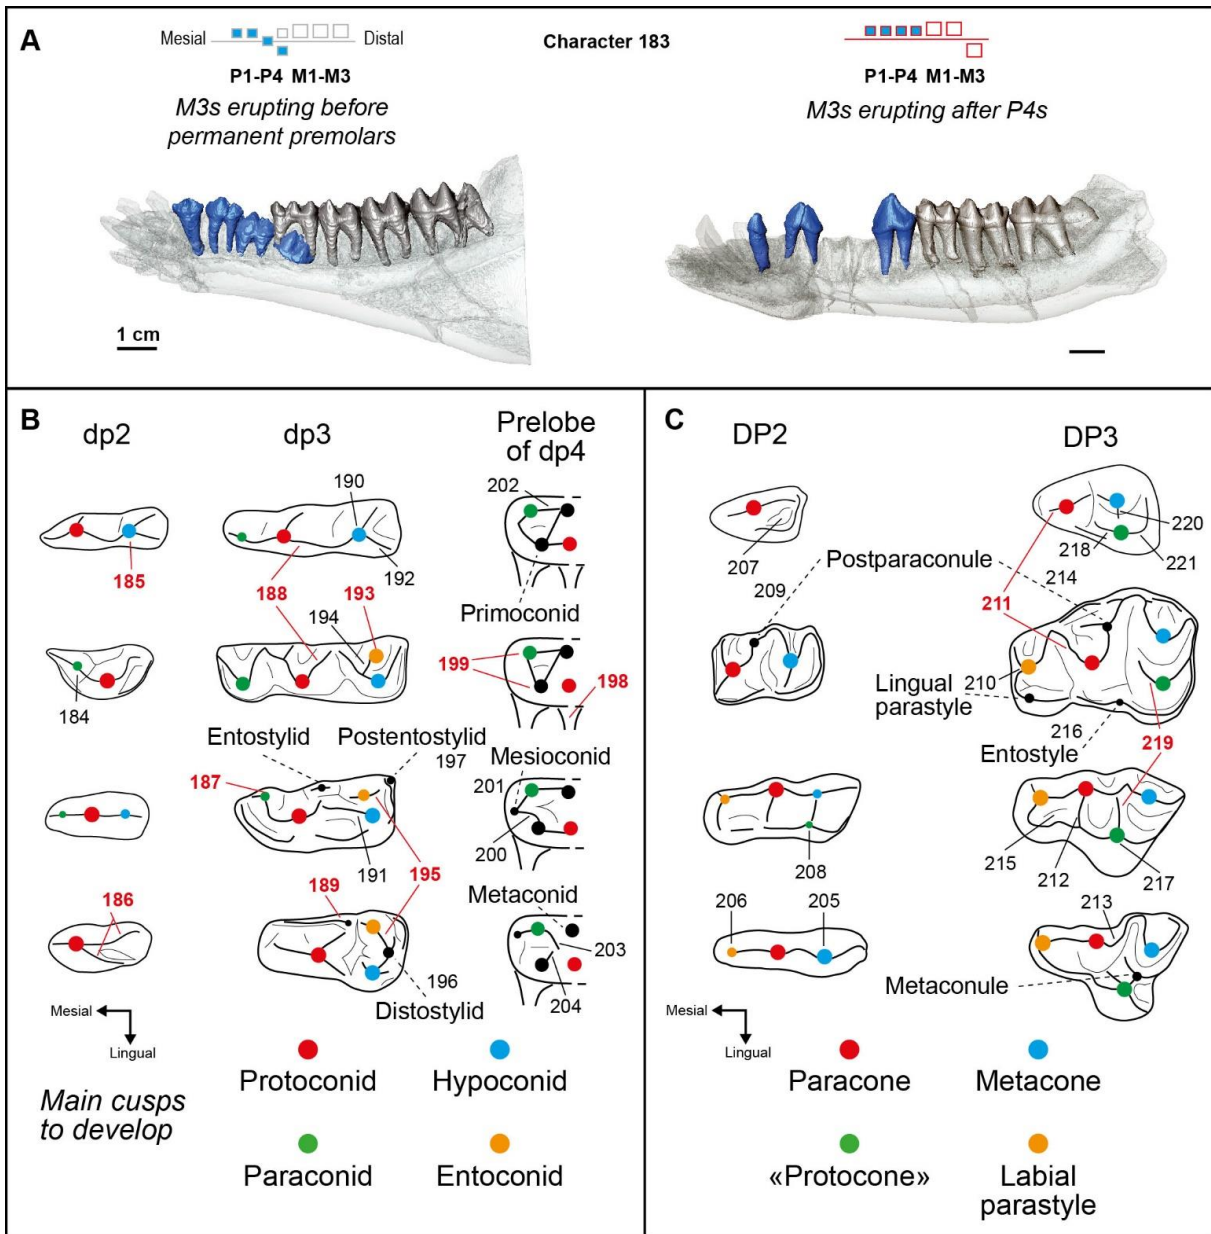 A
Mesial
Distal
P1-P4 M1-M3
M3s erupting before
permanent premolars
Character 183
P1-P4 M1-M3
M3s erupting after P4s
1 cm
B
dp2
dp3
Prelobe
of dp4
190
202
185
188
192
193
194
Primoconid
184
199
198
Entostylid
Postentostylid
197
Mesioconid
187
201
200
191
195
186
189
Metaconid
203
196
204
Distostylid
Mesial
Lingual
Main cusps
to develop
Protoconid
Hypoconid
Paraconid
Entoconid
C
DP2
DP3
207
220
218
221
Postparaconule
209
214
211
210
Lingual
parastyle
216
Entostyle
219
208
215
212
217
206
205
213
Metaconule
Mesial
Lingual
Paracone
Metacone
«Protocone»
Labial
parastyle